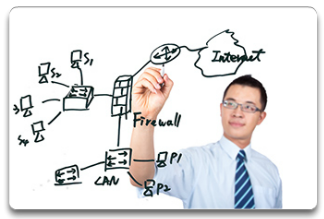 S1
S2
Internet
S3
S4
Firewall
LAN
P1
P2